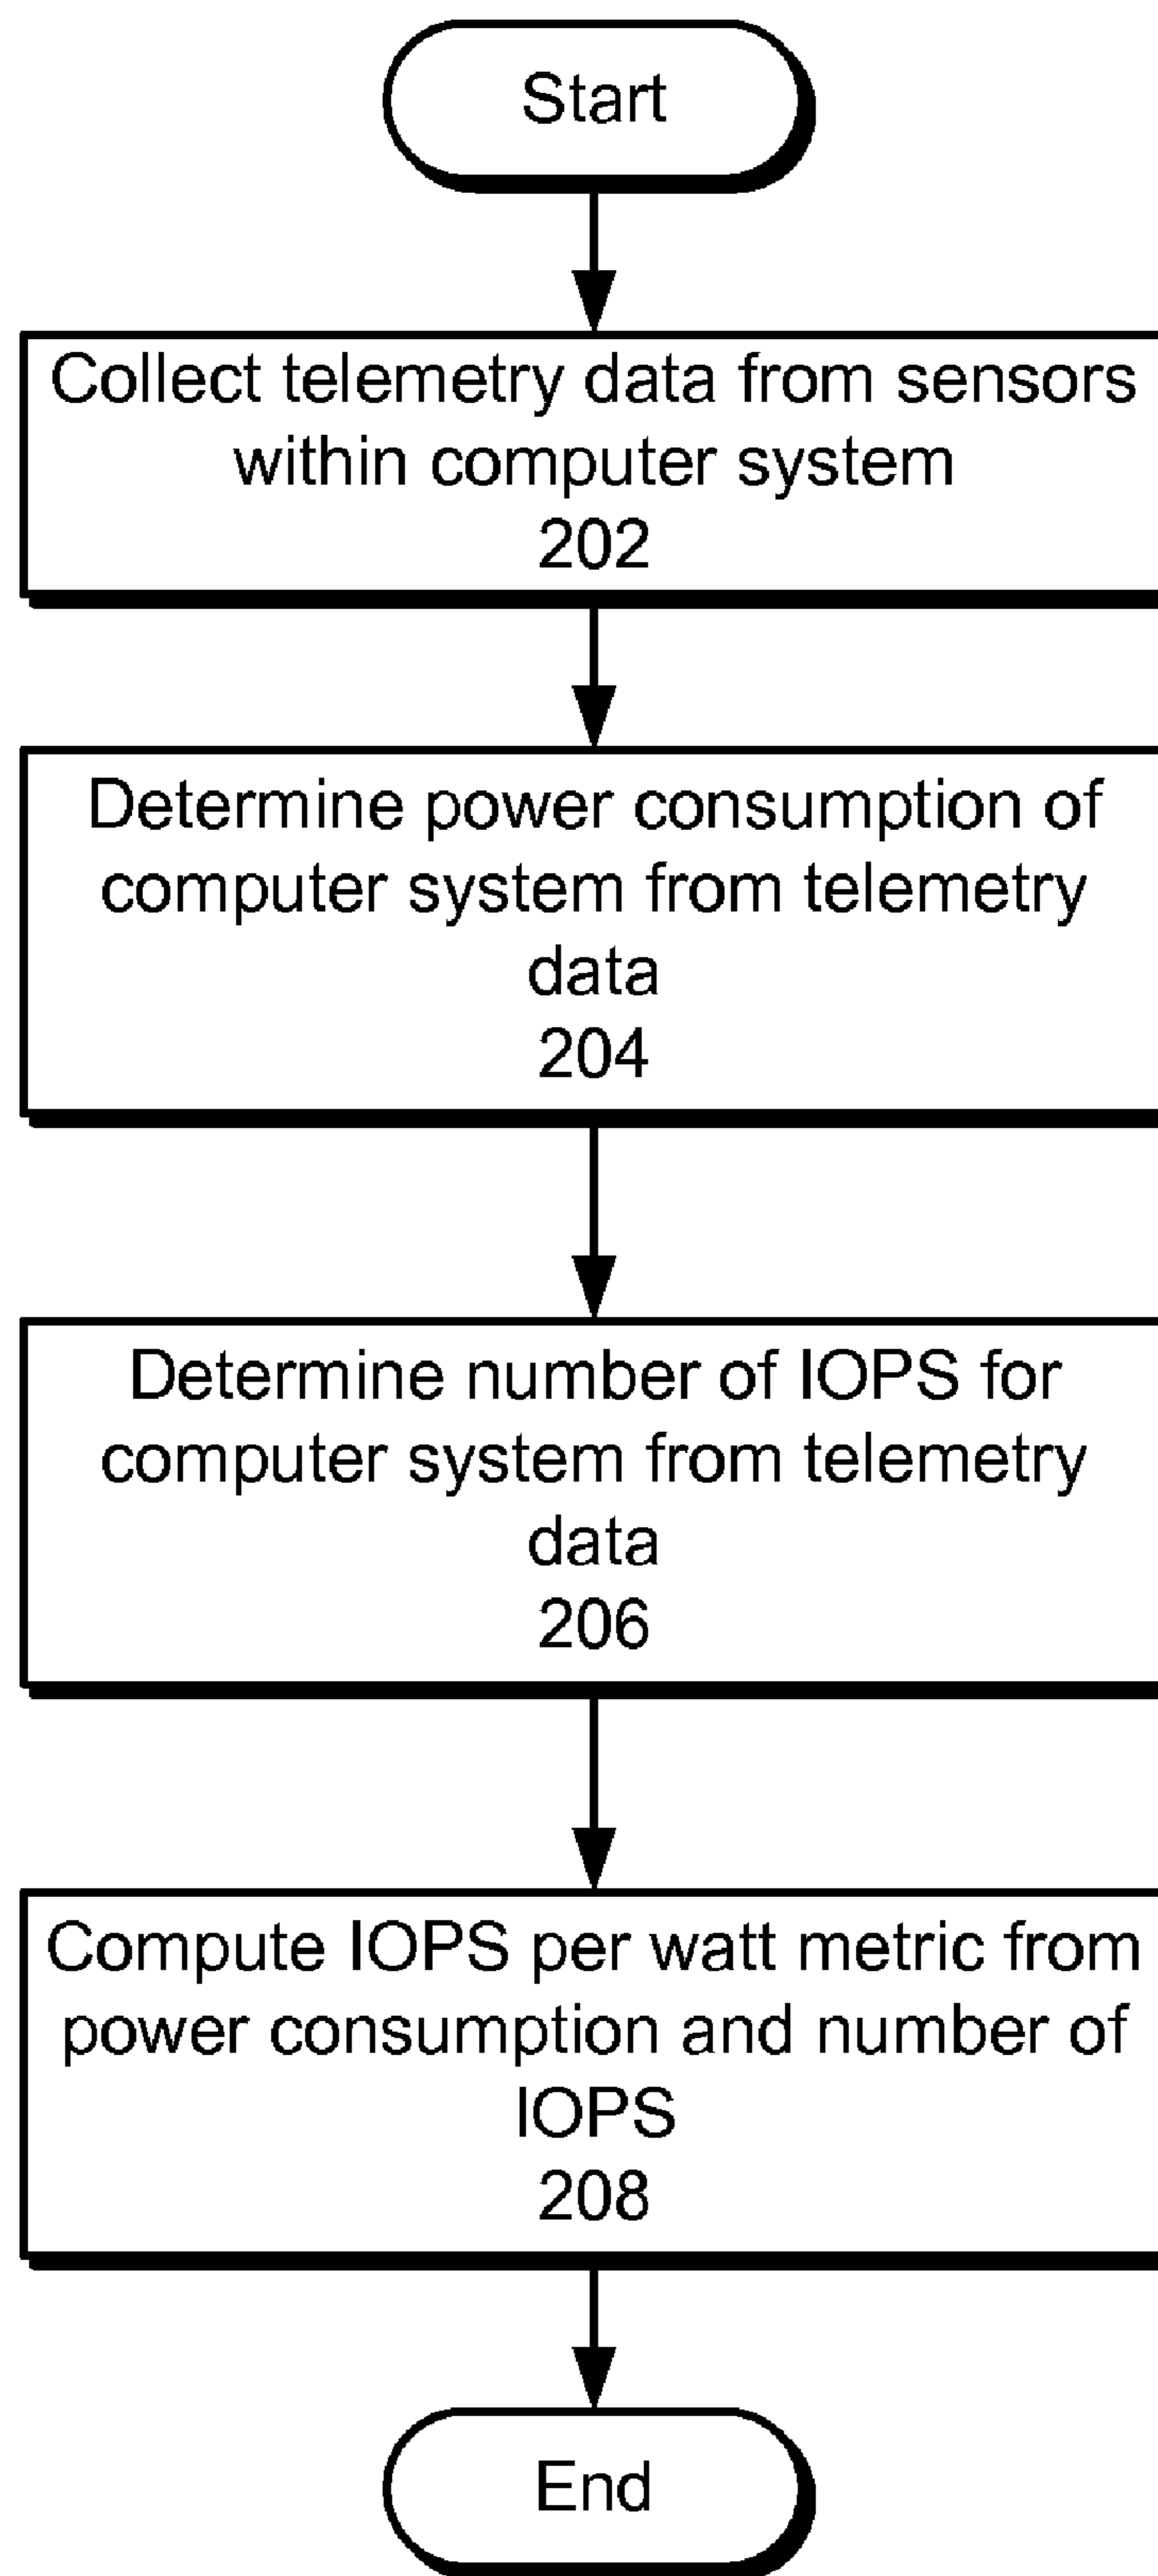 Start
Collect telemetry data from sensors
within computer system
202
Determine power consumption of
computer system from telemetry
data
204
Determine number of IOPS for
computer system from telemetry
data
206
Compute IOPS per watt metric from
power consumption and number of
IOPS
208
End